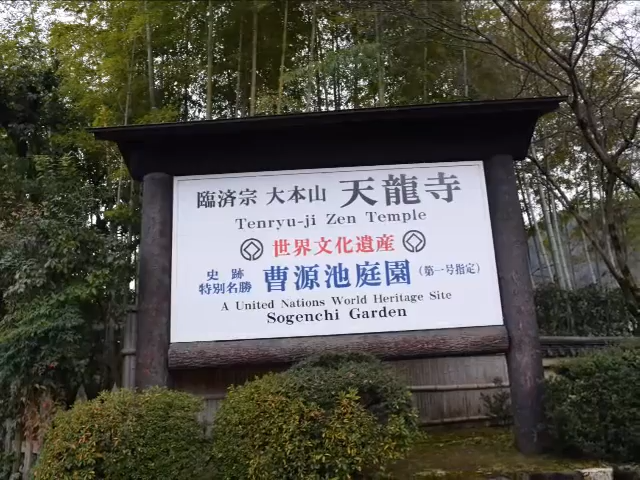 臨済宗 大本山 天龍寺
Tenryu-ji Zen Temple
世界文化遺産
史跡
特別名勝 曹源池庭園 (第一号指定)
A United Nations World Heritage Site
Sogenchi Garden